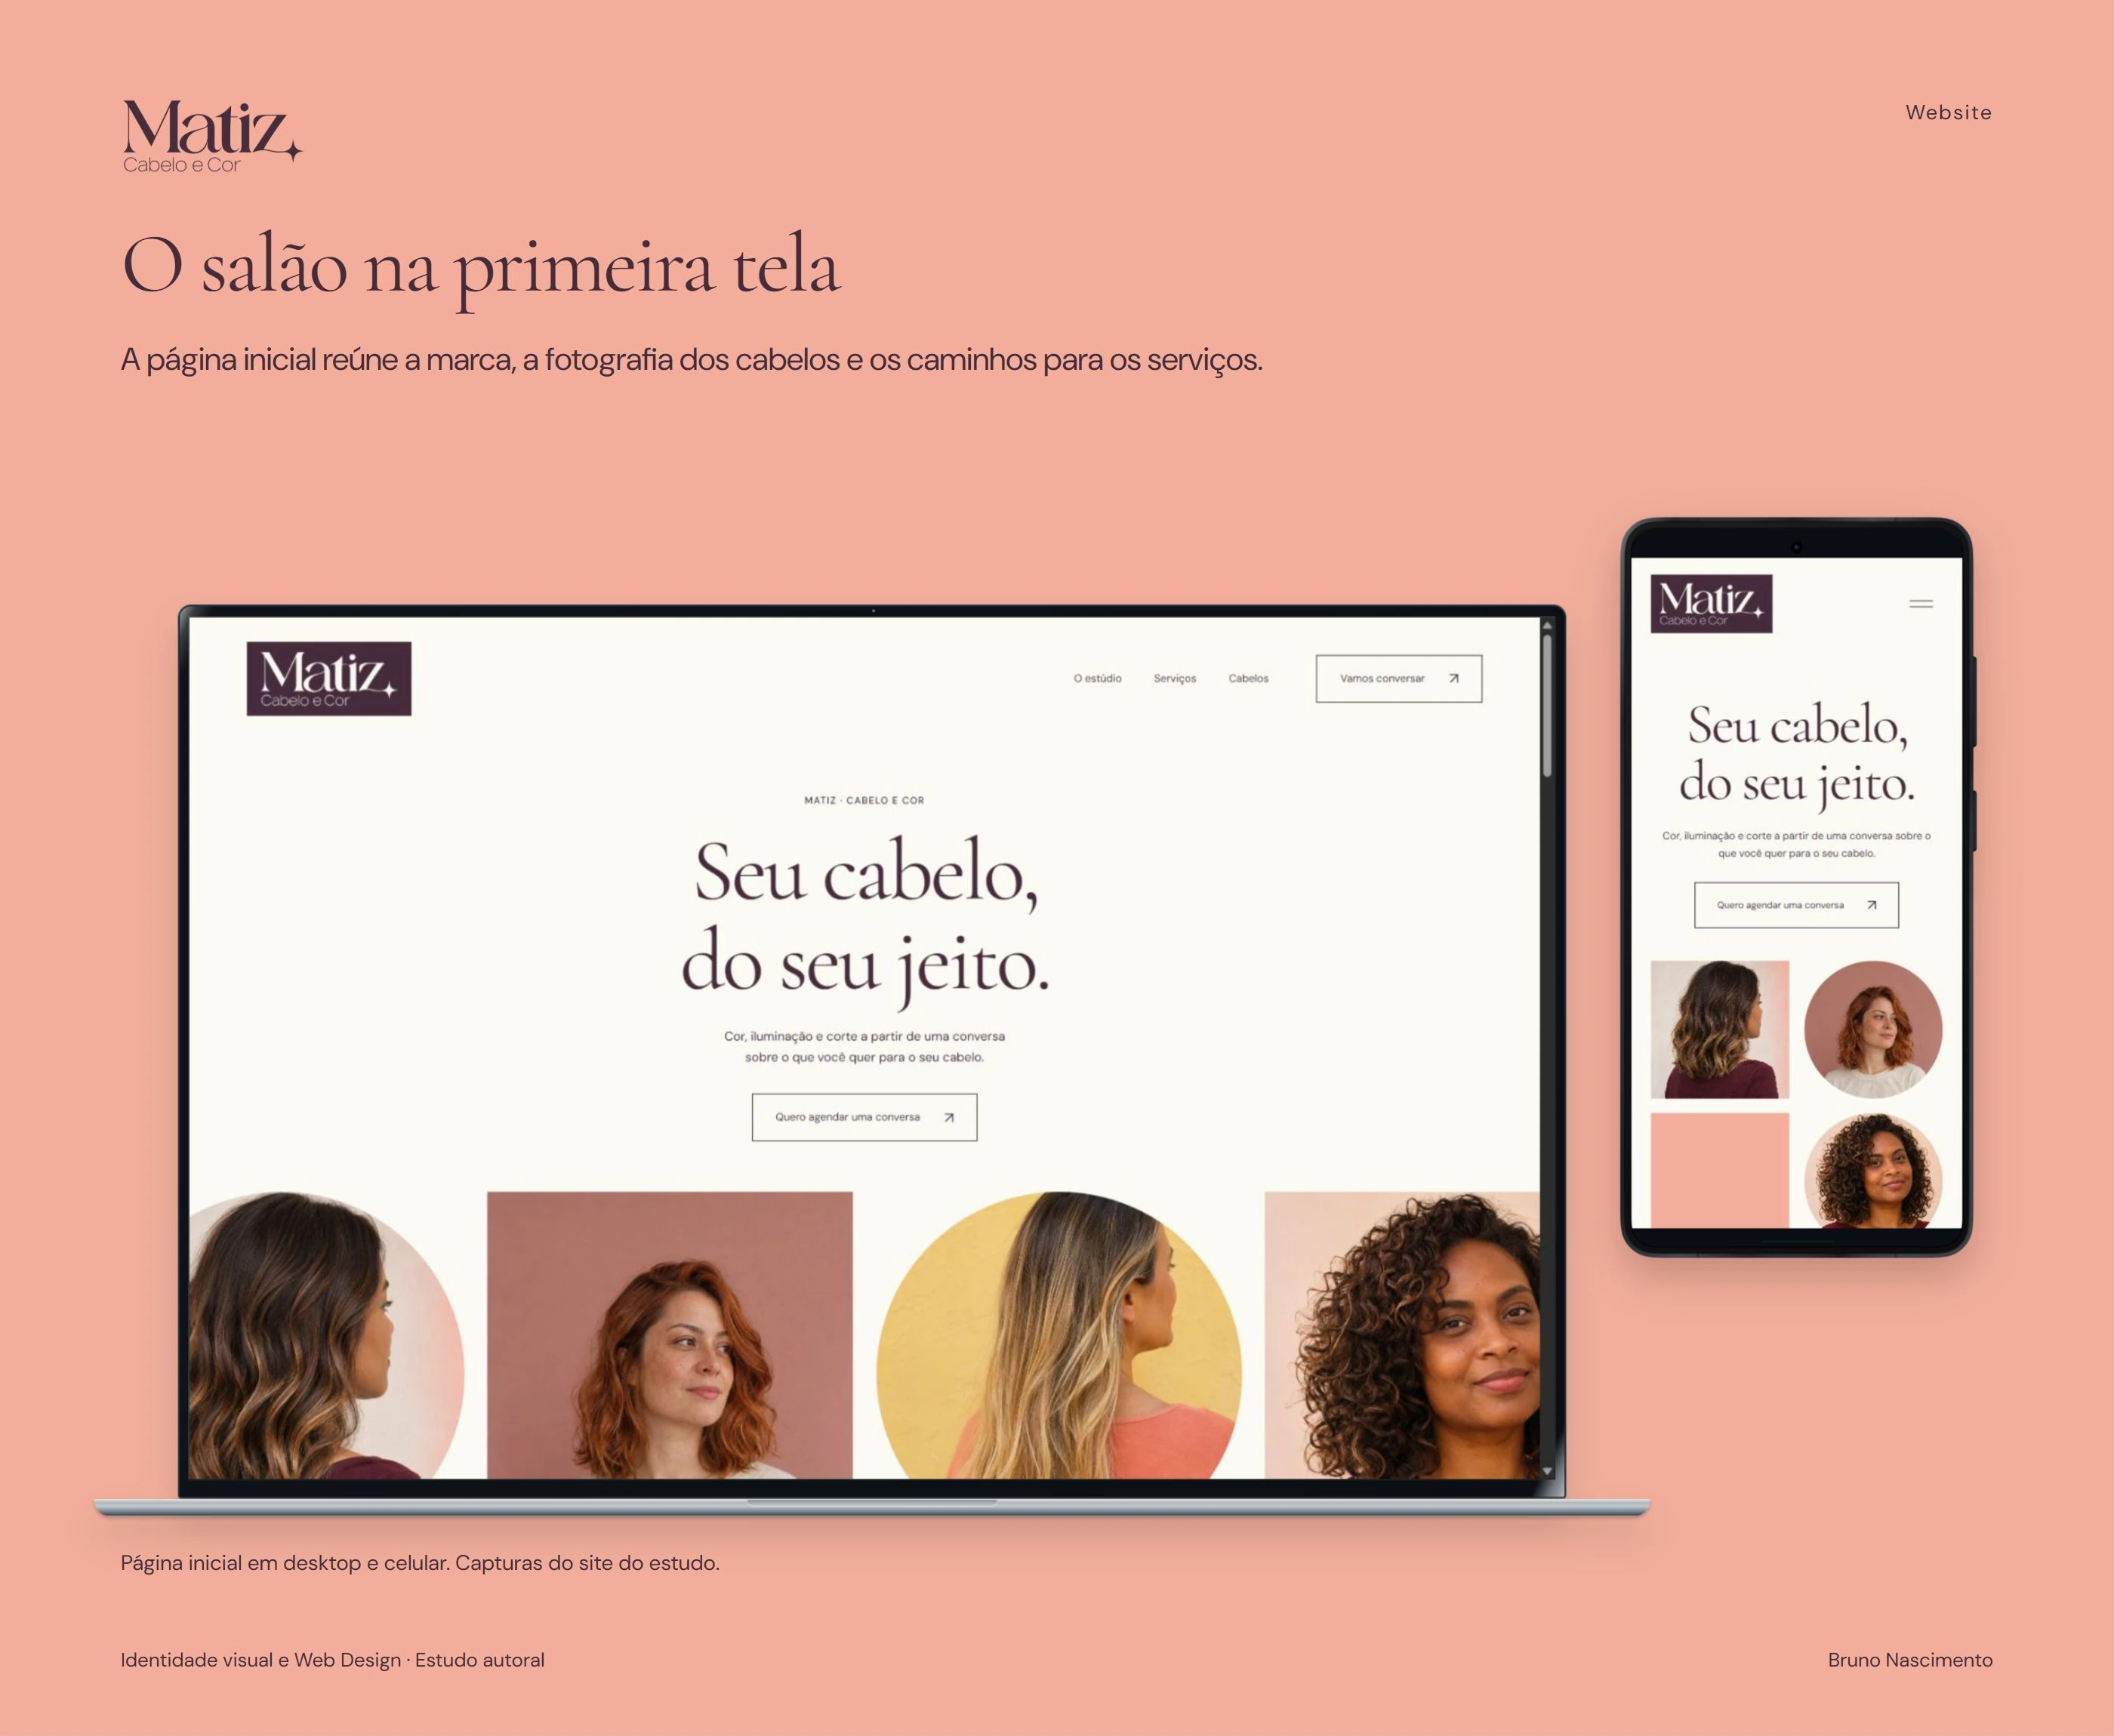 Matiz
Cabelo e Cor
Website
O salão na primeira tela
A página inicial reúne a marca, a fotografia dos cabelos e os caminhos para os serviços.
Matiz
Cabelo e Cor
O estúdio
Serviços
Cabelos
Vamos conversar
MATIZ · CABELO E COR
Seu cabelo,
do seu jeito.
Cor, iluminação e corte a partir de uma conversa
sobre o que você quer para o seu cabelo.
Quero agendar uma conversa
Matiz
Cabelo e Cor
Seu cabelo,
do seu jeito.
Cor, iluminação e corte a partir de uma conversa sobre o
que você quer para o seu cabelo.
Quero agendar uma conversa
Página inicial em desktop e celular. Capturas do site do estudo.
Identidade visual e Web Design · Estudo autoral
Bruno Nascimento